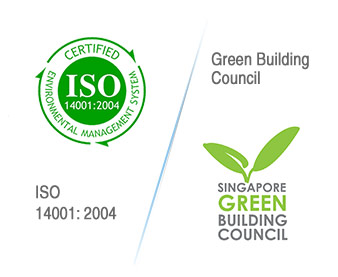 CERTIFIED
ISO
14001:2004
ENVIRONMENTAL MANAGEMENT SYSTEM
ISO
14001: 2004
Green Building
Council
SINGAPORE
GREEN
BUILDING
COUNCIL